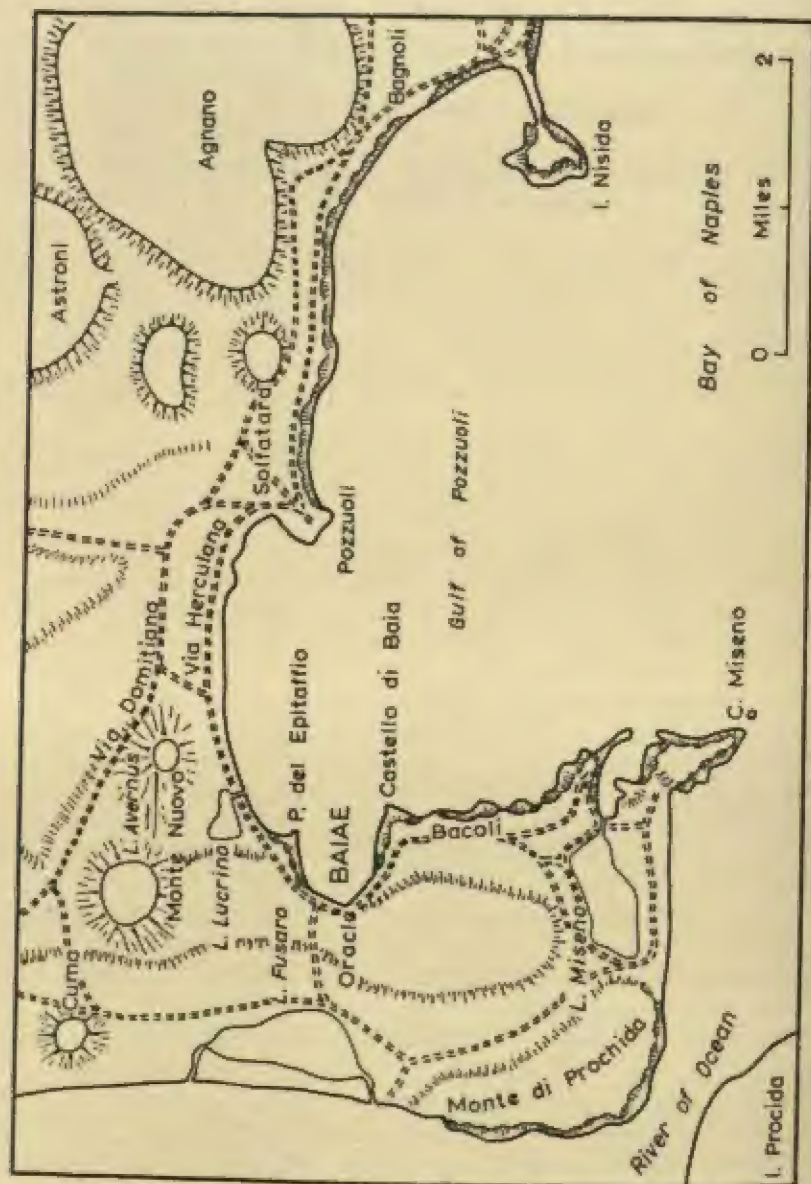 Astroni
Agnano
Bagnoli
Solfatara
Via Domitiana
Via Herculana
L. Avernus
Monte Nuovo
Cuma
L. Lucrino
L. Fusaro
P. del Epitaffio
Pozzuoli
BAIAE
Oracle
Castello di Baia
Gulf of Pozzuoli
I. Nisida
Bacoli
L. Miseno
Monte di Prochida
C. Miseno
Bay of Naples
0 Miles 2
River of Ocean
I. Procida